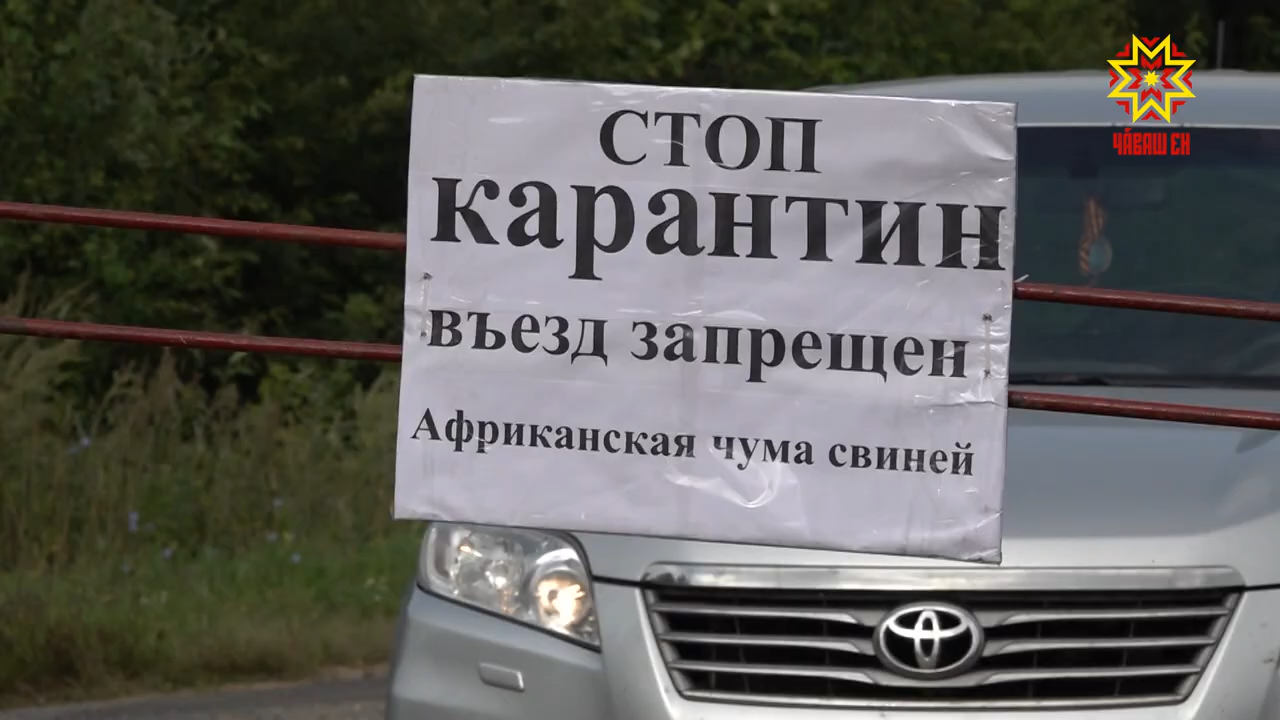 СТОП
карантин
въезд запрещен
Африканская чума свиней
ЧӐВАШ ЕН